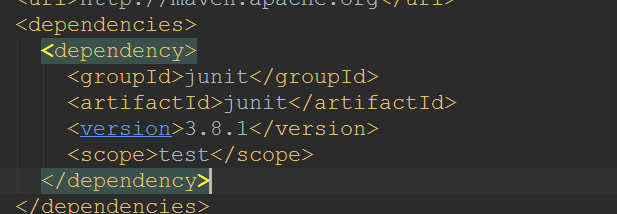 <url>http://maven.apache.org</url>
<dependencies>
<dependency>
<groupId>junit</groupId>
<artifactId>junit</artifactId>
<version>3.8.1</version>
<scope>test</scope>
</dependency>
</dependencies>